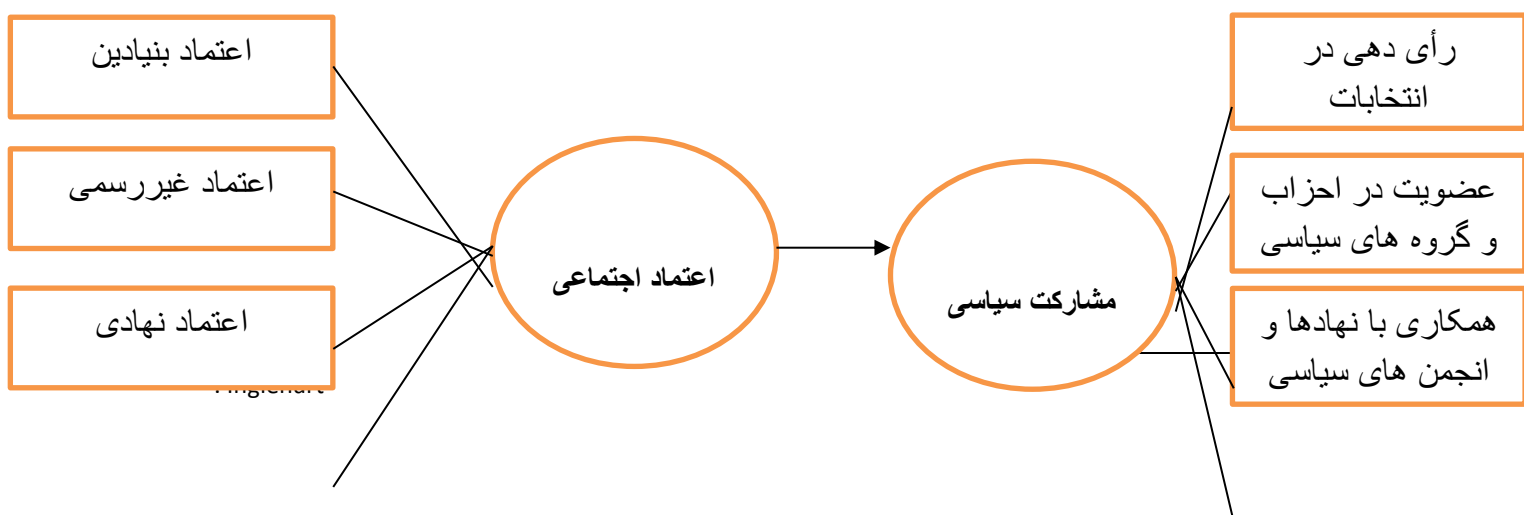 اعتماد بنیادین
اعتماد غیررسمی
اعتماد نهادی
اعتماد اجتماعی
مشارکت سیاسی
رأی دهی در
انتخابات
عضویت در احزاب
و گروه های سیاسی
همکاری با نهادها و
انجمن های سیاسی